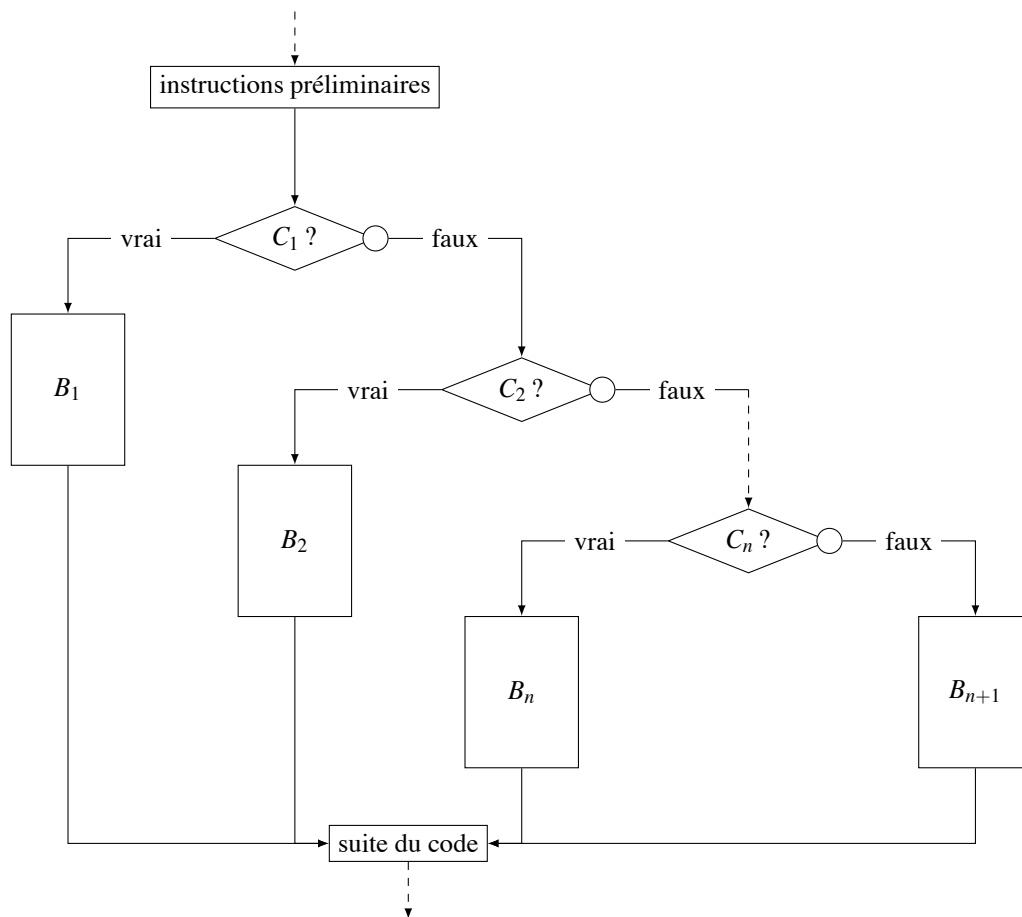 instructions préliminaires
vrai C₁ ? faux
B₁
vrai C₂ ? faux
B₂
vrai Cₙ ? faux
Bₙ
Bₙ₊₁
suite du code